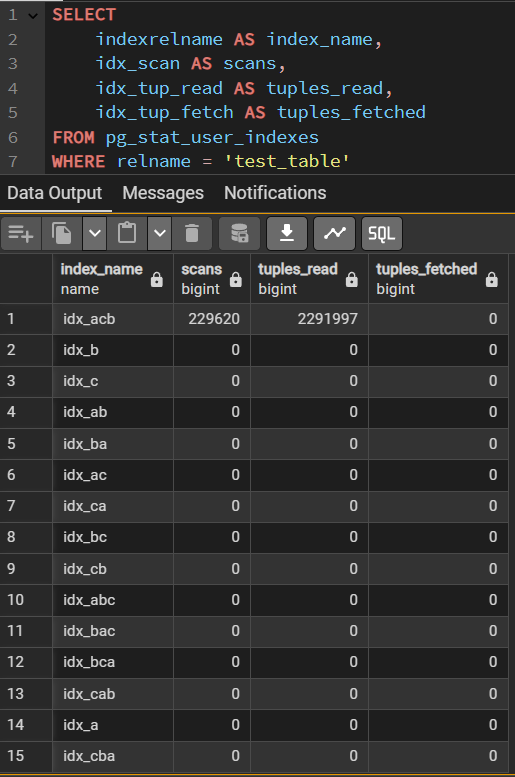 1 SELECT
2 indexrelname AS index_name,
3 idx_scan AS scans,
4 idx_tup_read AS tuples_read,
5 idx_tup_fetch AS tuples_fetched
6 FROM pg_stat_user_indexes
7 WHERE relname = 'test_table'
Data Output Messages Notifications
SQL
index_name scans tuples_read tuples_fetched
name bigint bigint bigint
1 idx_acb 229620 2291997 0
2 idx_b 0 0 0
3 idx_c 0 0 0
4 idx_ab 0 0 0
5 idx_ba 0 0 0
6 idx_ac 0 0 0
7 idx_ca 0 0 0
8 idx_bc 0 0 0
9 idx_cb 0 0 0
10 idx_abc 0 0 0
11 idx_bac 0 0 0
12 idx_bca 0 0 0
13 idx_cab 0 0 0
14 idx_a 0 0 0
15 idx_cba 0 0 0